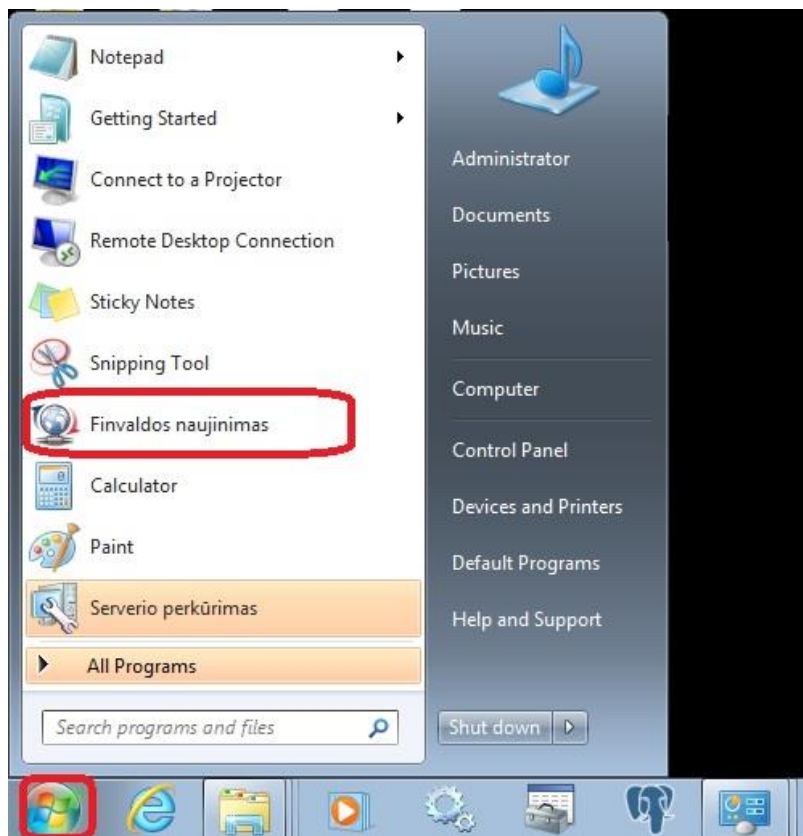 Notepad
Getting Started
Connect to a Projector
Remote Desktop Connection
Sticky Notes
Snipping Tool
Finvaldos naujinimas
Calculator
Paint
Serverio perkūrimas
All Programs
Search programs and files
Administrator
Documents
Pictures
Music
Computer
Control Panel
Devices and Printers
Default Programs
Help and Support
Shut down